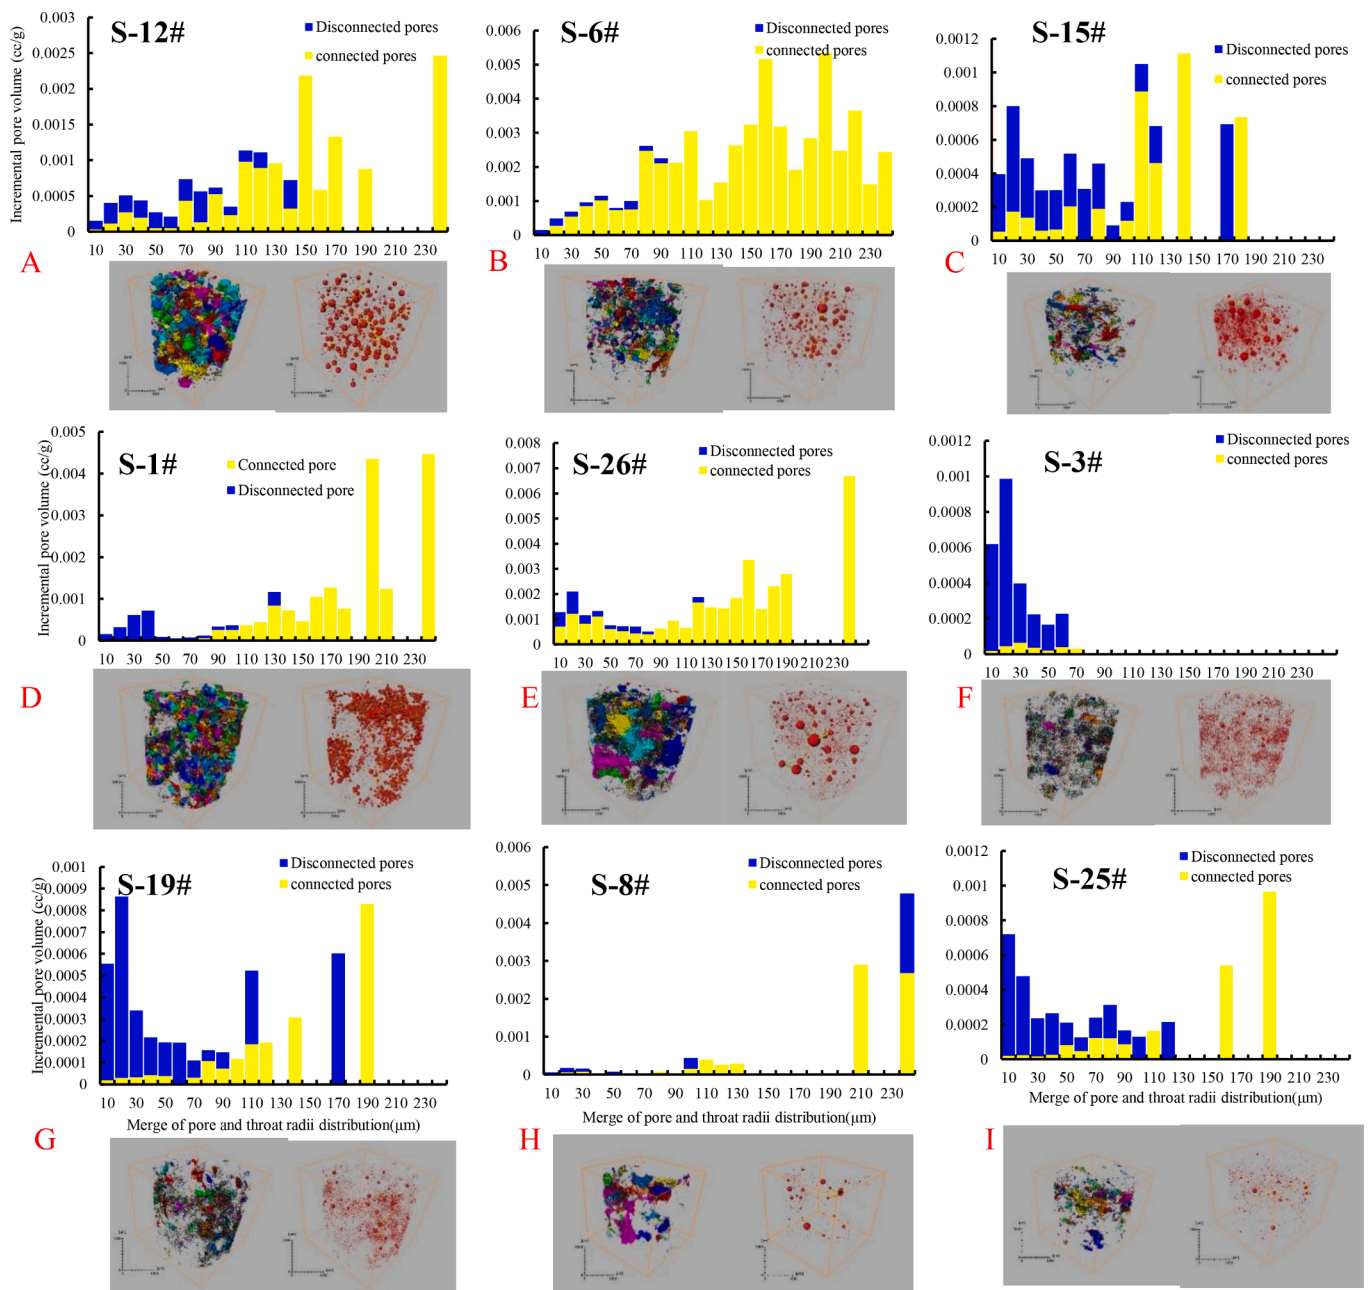 S-12#
Disconnected pores
connected pores
Incremental pore volume (cc/g)
0.003
0.0025
0.002
0.0015
0.001
0.0005
0
10 30 50 70 90 110 130 150 170 190 210 230
A
S-6#
Disconnected pores
connected pores
0.006
0.005
0.004
0.003
0.002
0.001
0
10 30 50 70 90 110 130 150 170 190 210 230
B
S-15#
Disconnected pores
connected pores
0.0012
0.001
0.0008
0.0006
0.0004
0.0002
0
10 30 50 70 90 110 130 150 170 190 210 230
C
S-1#
Connected pore
Disconnected pore
Incremental pore volume (cc/g)
0.005
0.004
0.003
0.002
0.001
0
10 30 50 70 90 110 130 150 170 190 210 230
D
S-26#
Disconnected pores
connected pores
0.008
0.007
0.006
0.005
0.004
0.003
0.002
0.001
0
10 30 50 70 90 110 130 150 170 190 210 230
E
S-3#
Disconnected pores
connected pores
0.0012
0.001
0.0008
0.0006
0.0004
0.0002
0
10 30 50 70 90 110 130 150 170 190 210 230
F
S-19#
Disconnected pores
connected pores
Incremental pore volume (cc/g)
0.001
0.0009
0.0008
0.0007
0.0006
0.0005
0.0004
0.0003
0.0002
0.0001
0
10 30 50 70 90 110 130 150 170 190 210 230
Merge of pore and throat radii distribution(μm)
G
S-8#
Disconnected pores
connected pores
0.006
0.005
0.004
0.003
0.002
0.001
0
10 30 50 70 90 110 130 150 170 190 210 230
Merge of pore and throat radii distribution(μm)
H
S-25#
Disconnected pores
connected pores
0.0012
0.001
0.0008
0.0006
0.0004
0.0002
0
10 30 50 70 90 110 130 150 170 190 210 230
Merge of pore and throat radii distribution(μm)
I